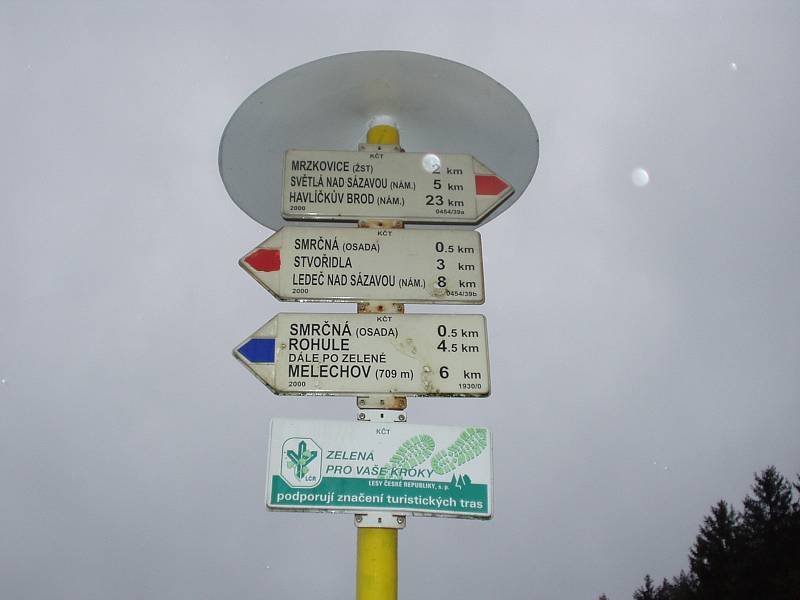 KČT
MRZKOVICE (ŽST) 2 km
SVĚTLÁ NAD SÁZAVOU (NÁM.) 5 km
HAVLÍČKŮV BROD (NÁM.) 23 km
2000 0454/39a
KČT
SMRČNÁ (OSADA) 0.5 km
STVOŘIDLA 3 km
LEDEČ NAD SÁZAVOU (NÁM.) 8 km
2000 0454/39b
KČT
SMRČNÁ (OSADA) 0.5 km
ROHULE 4.5 km
DÁLE PO ZELENÉ
MELECHOV (709 m) 6 km
2000 1930/0
KČT
ZELENÁ
PRO VAŠE KROKY
LČR
LESY ČESKÉ REPUBLIKY, s. p.
podporují značení turistických tras